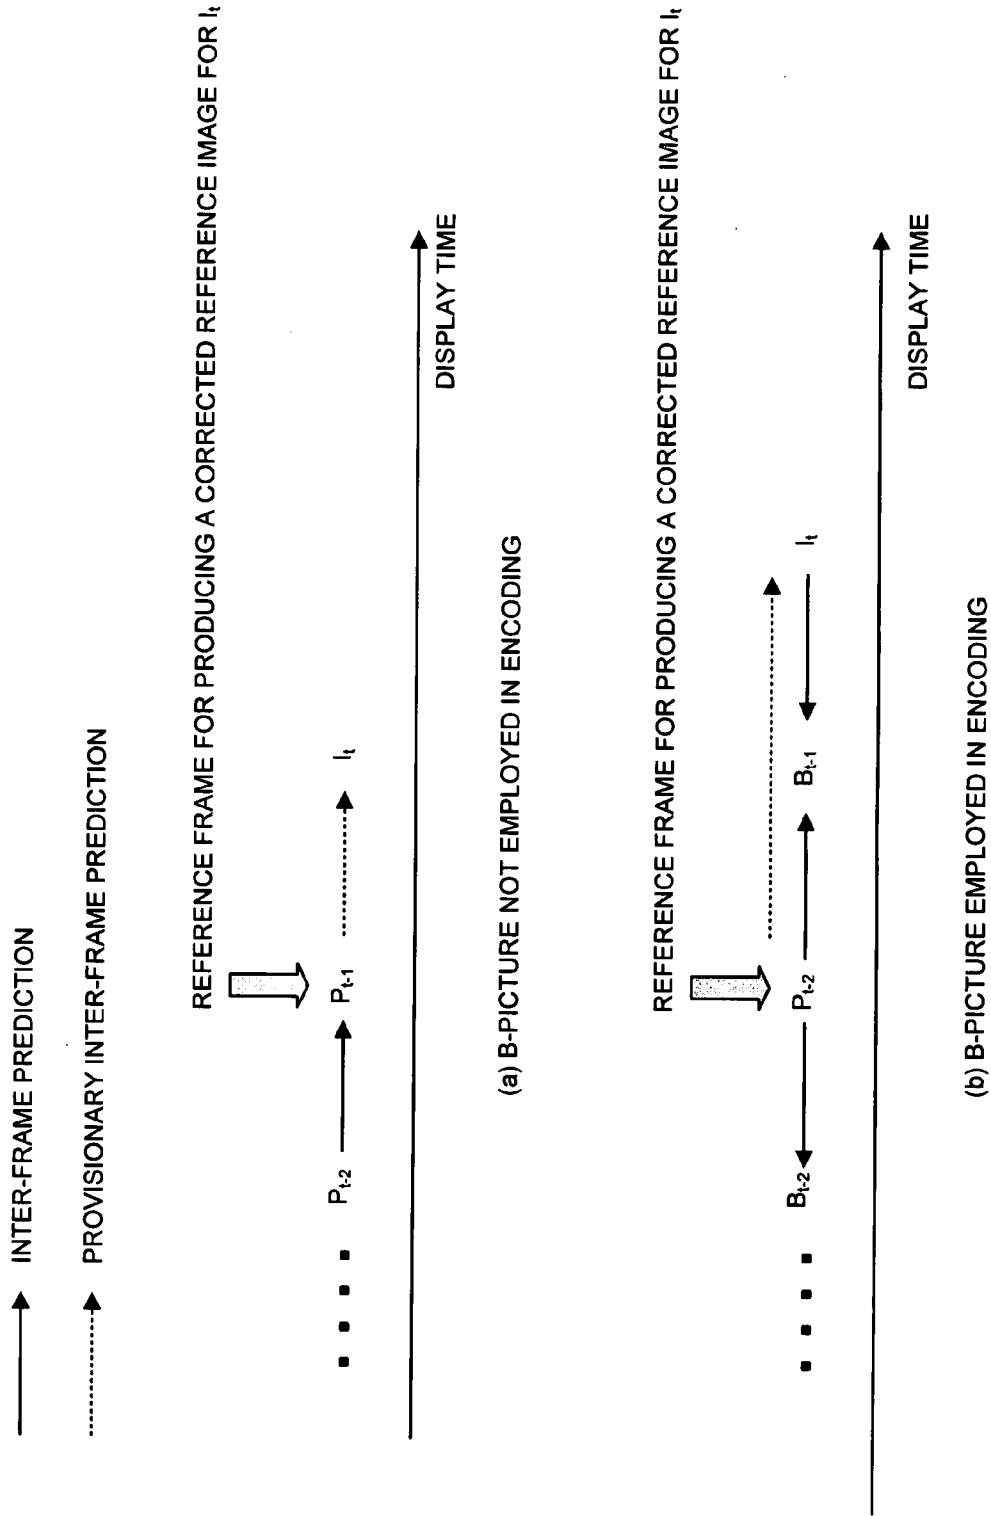 INTER-FRAME PREDICTION
PROVISIONARY INTER-FRAME PREDICTION
REFERENCE FRAME FOR PRODUCING A CORRECTED REFERENCE IMAGE FOR It
Pt-2 Pt-1 It
DISPLAY TIME
(a) B-PICTURE NOT EMPLOYED IN ENCODING
REFERENCE FRAME FOR PRODUCING A CORRECTED REFERENCE IMAGE FOR It
Bt-2 Pt-2 Bt-1 It
DISPLAY TIME
(b) B-PICTURE EMPLOYED IN ENCODING